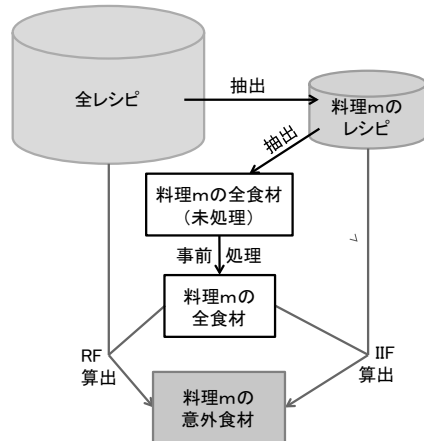 全レシピ
抽出
料理mの
レシピ
抽出
料理mの全食材
(未処理)
事前 処理
料理mの
全食材
RF
算出
IIF
算出
料理mの
意外食材